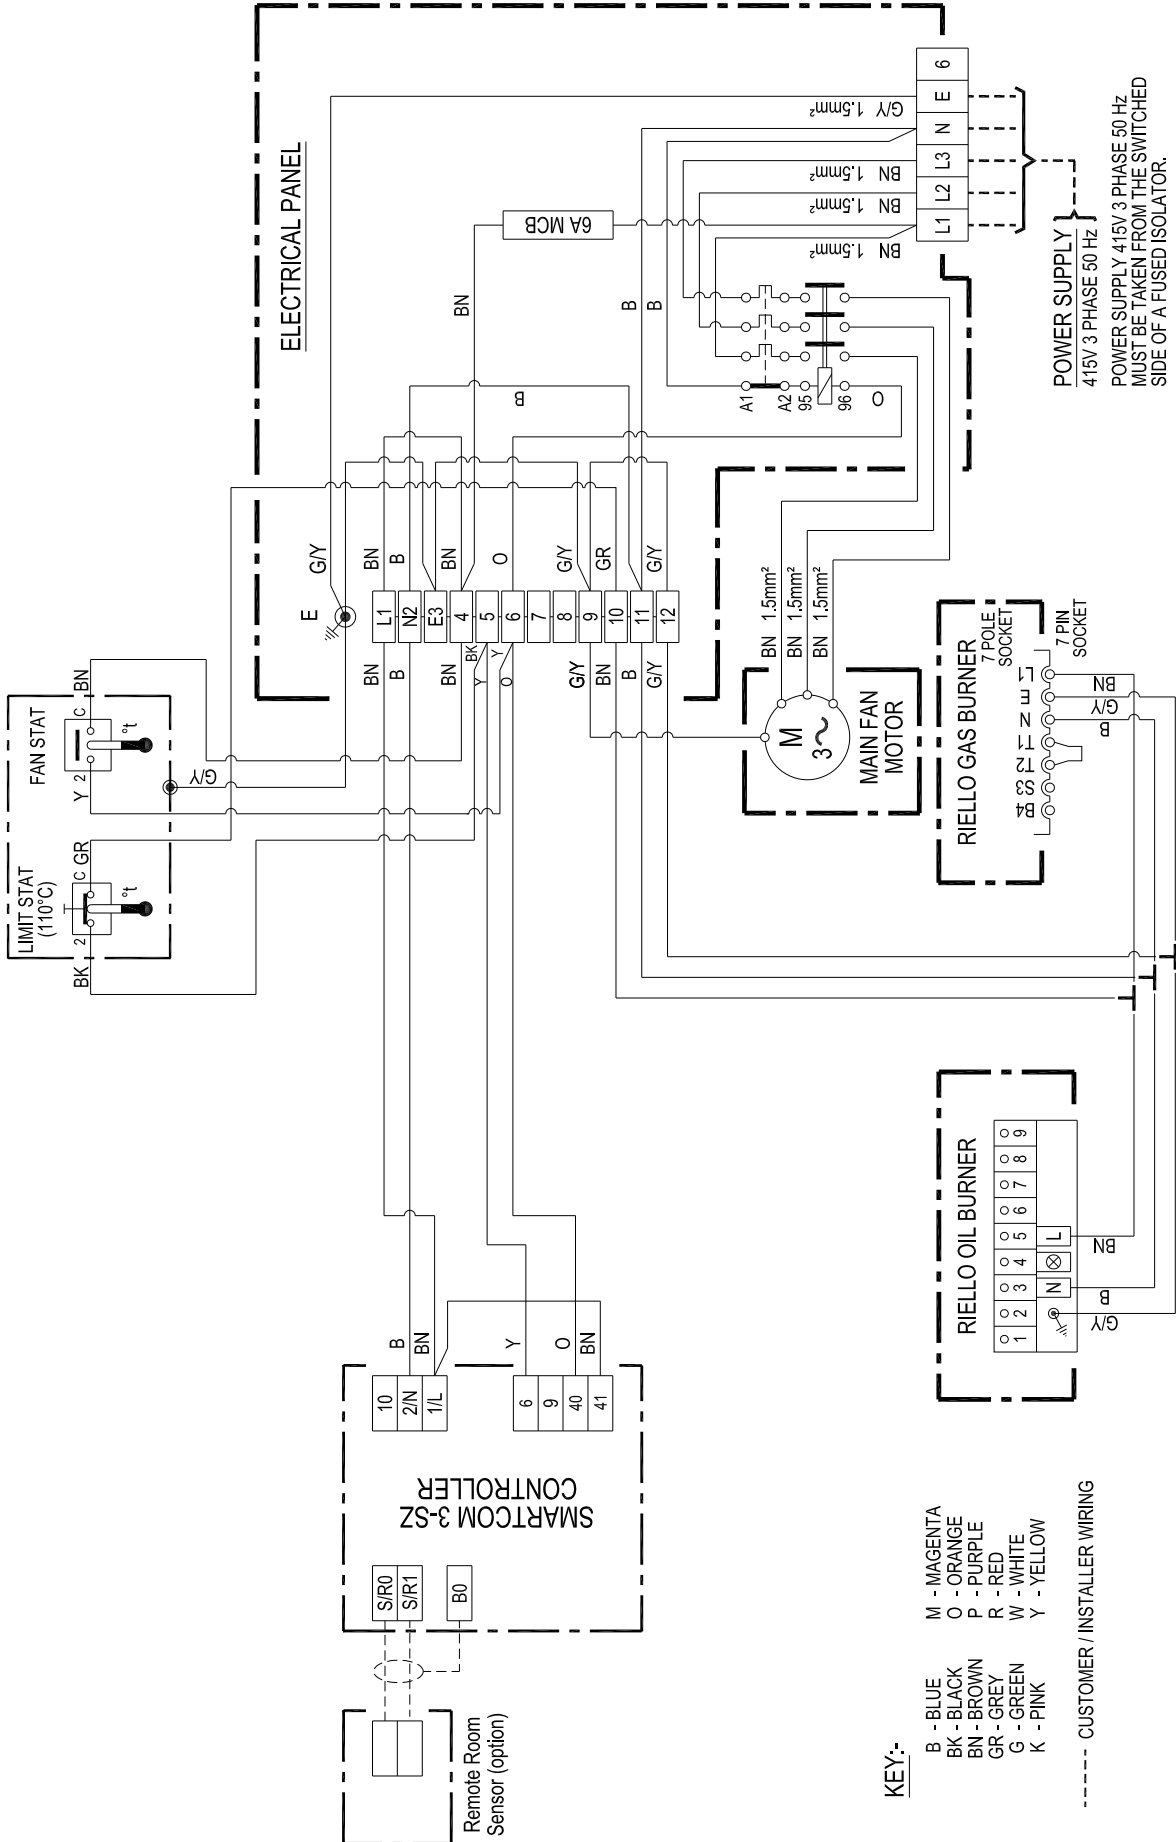 FAN STAT
BN
C
°t
2
Y
G/Y
LIMIT STAT
(110°C)
GR
C
°t
2
BK
ELECTRICAL PANEL
G/Y
E
BN
B
BN
O
G/Y
GR
G/Y
L1
N2
E3
4
5
6
7
8
9
10
11
12
BN
B
BN
BK
Y
Y
O
G/Y
BN
B
G/Y
BN
B
B
B
6A MCB
G/Y 1.5mm²
BN 1.5mm²
BN 1.5mm²
BN 1.5mm²
6
E
N
L3
L2
L1
A1
A2
95
96
O
POWER SUPPLY
415V 3 PHASE 50 Hz
POWER SUPPLY 415V 3 PHASE 50 Hz
MUST BE TAKEN FROM THE SWITCHED
SIDE OF A FUSED ISOLATOR.
BN 1.5mm²
BN 1.5mm²
BN 1.5mm²
M
3~
MAIN FAN
MOTOR
RIELLO GAS BURNER
7 POLE
SOCKET
7 PIN
SOCKET
L1
E
N
T1
T2
S3
B4
BN
G/Y
B
RIELLO OIL BURNER
1
2
3
4
5
6
7
8
9
N
L
BN
B
G/Y
SMARTCOM 3-SZ
CONTROLLER
10
2/N
1/L
B
BN
6
9
40
41
Y
O
BN
S/R0
S/R1
B0
Remote Room
Sensor (option)
KEY:-
B - BLUE
BK - BLACK
BN - BROWN
GR - GREY
G - GREEN
K - PINK
M - MAGENTA
O - ORANGE
P - PURPLE
R - RED
W - WHITE
Y - YELLOW
CUSTOMER / INSTALLER WIRING